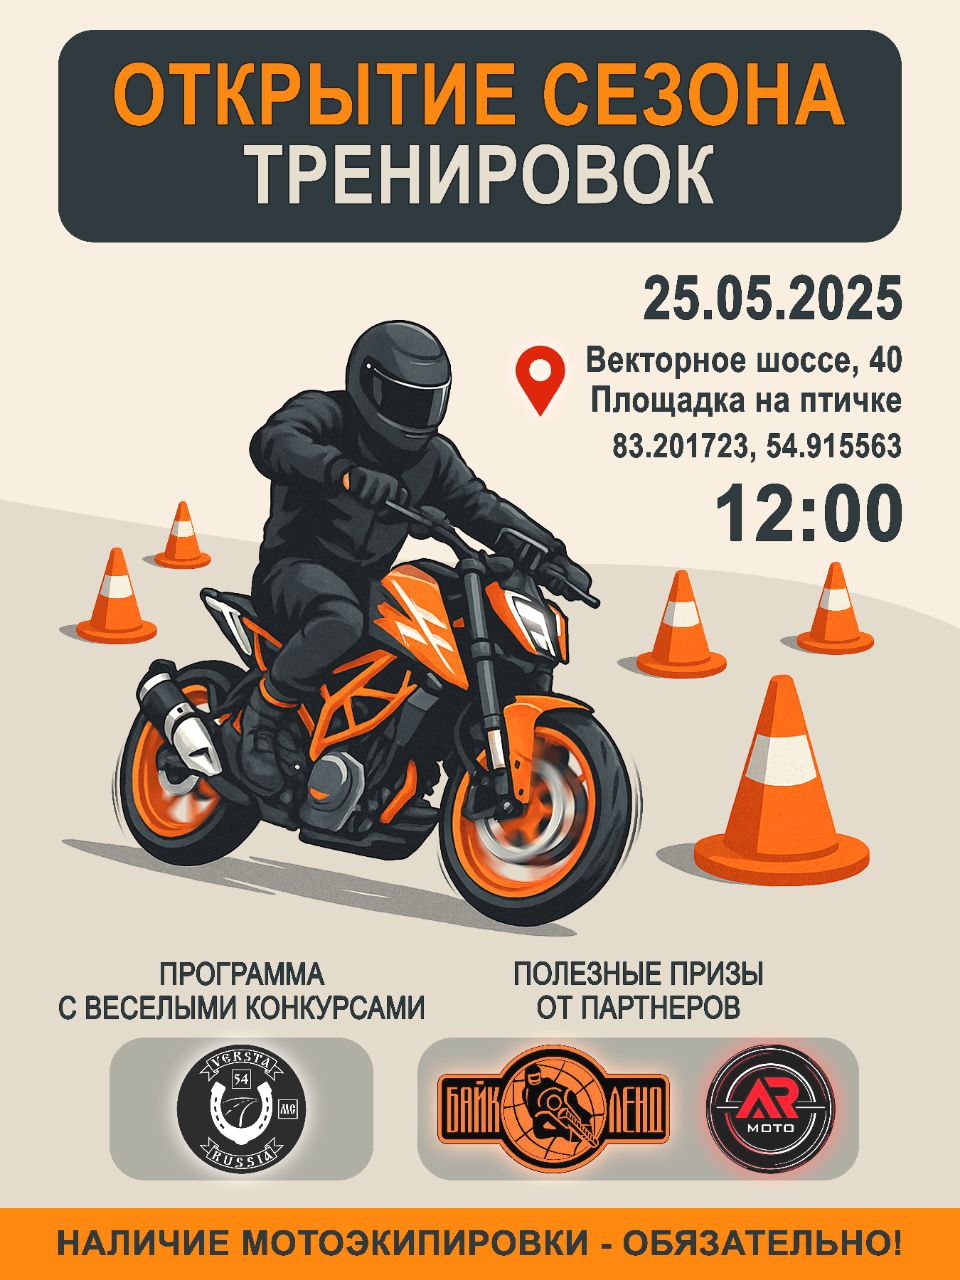 ОТКРЫТИЕ СЕЗОНА
ТРЕНИРОВОК
25.05.2025
Векторное шоссе, 40
Площадка на птичке
83.201723, 54.915563
12:00
ПРОГРАММА
С ВЕСЕЛЫМИ КОНКУРСАМИ
VERSTA
54
MC
RUSSIA
ПОЛЕЗНЫЕ ПРИЗЫ
ОТ ПАРТНЕРОВ
БАЙК ЛЕНД
AR
МОТО
НАЛИЧИЕ МОТОЭКИПИРОВКИ - ОБЯЗАТЕЛЬНО!